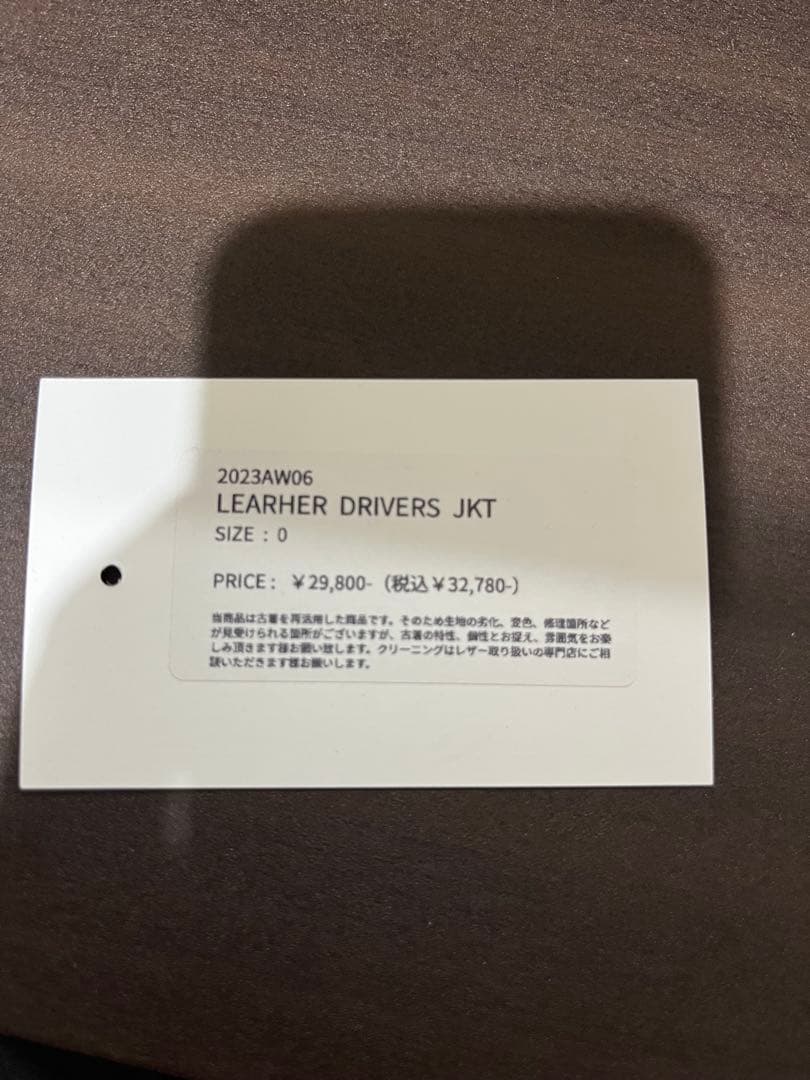 2023AW06
LEARHER DRIVERS JKT
SIZE : 0
PRICE : ￥29,800-（税込￥32,780-）
当商品は古着を再活用した商品です。そのため生地の劣化、変色、修理箇所など
が見受けられる箇所がございますが、古着の特性、個性とお捉え、雰囲気をお楽
しみ頂きます様お願い致します。クリーニングはレザー取り扱いの専門店にご相
談いただきます様お願いします。